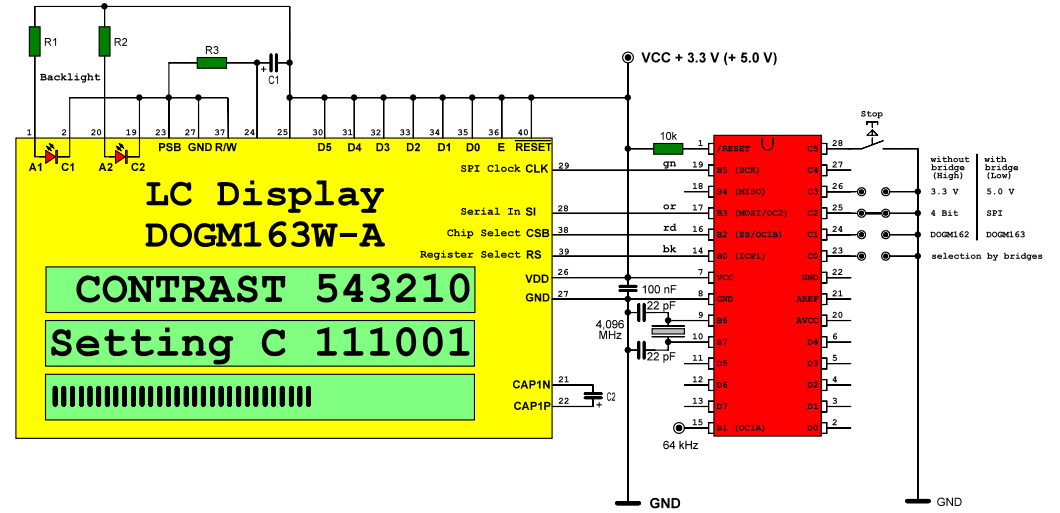 R1
R2
R3
C1
Backlight
VCC + 3.3 V (+ 5.0 V)
1 2 20 19 23 27 37 24 25 30 31 32 33 34 35 36 40
A1 C1 A2 C2
PSB GND R/W
D5 D4 D3 D2 D1 D0 E RESET
SPI Clock CLK 29
LC Display
DOGM163W-A
Serial In SI 28
Chip Select CSB 38
Register Select RS 39
VDD 26
GND 27
CONTRAST 543210
Setting C 111001
CAP1N 21
CAP1P 22
C2
10k
gn
or
rd
bk
100 nF
22 pF
4,096
MHz
22 pF
64 kHz
1 /RESET
19 B5 (SCK)
18 B4 (MISO)
17 B3 (MOSI/OC2)
16 B2 (SS/OC1B)
14 B0 (ICP1)
7 VCC
8 GND
9 B6
10 B7
11 D5
12 D6
13 D7
15 B1 (OC1A)
C5 28
C4 27
C3 26
C2 25
C1 24
C0 23
GND 22
AREF 21
AVCC 20
D4 6
D3 5
D2 4
D1 3
D0 2
Stop
without
bridge
(High)
with
bridge
(Low)
3.3 V 5.0 V
4 Bit SPI
DOGM162 DOGM163
selection by bridges
GND
GND